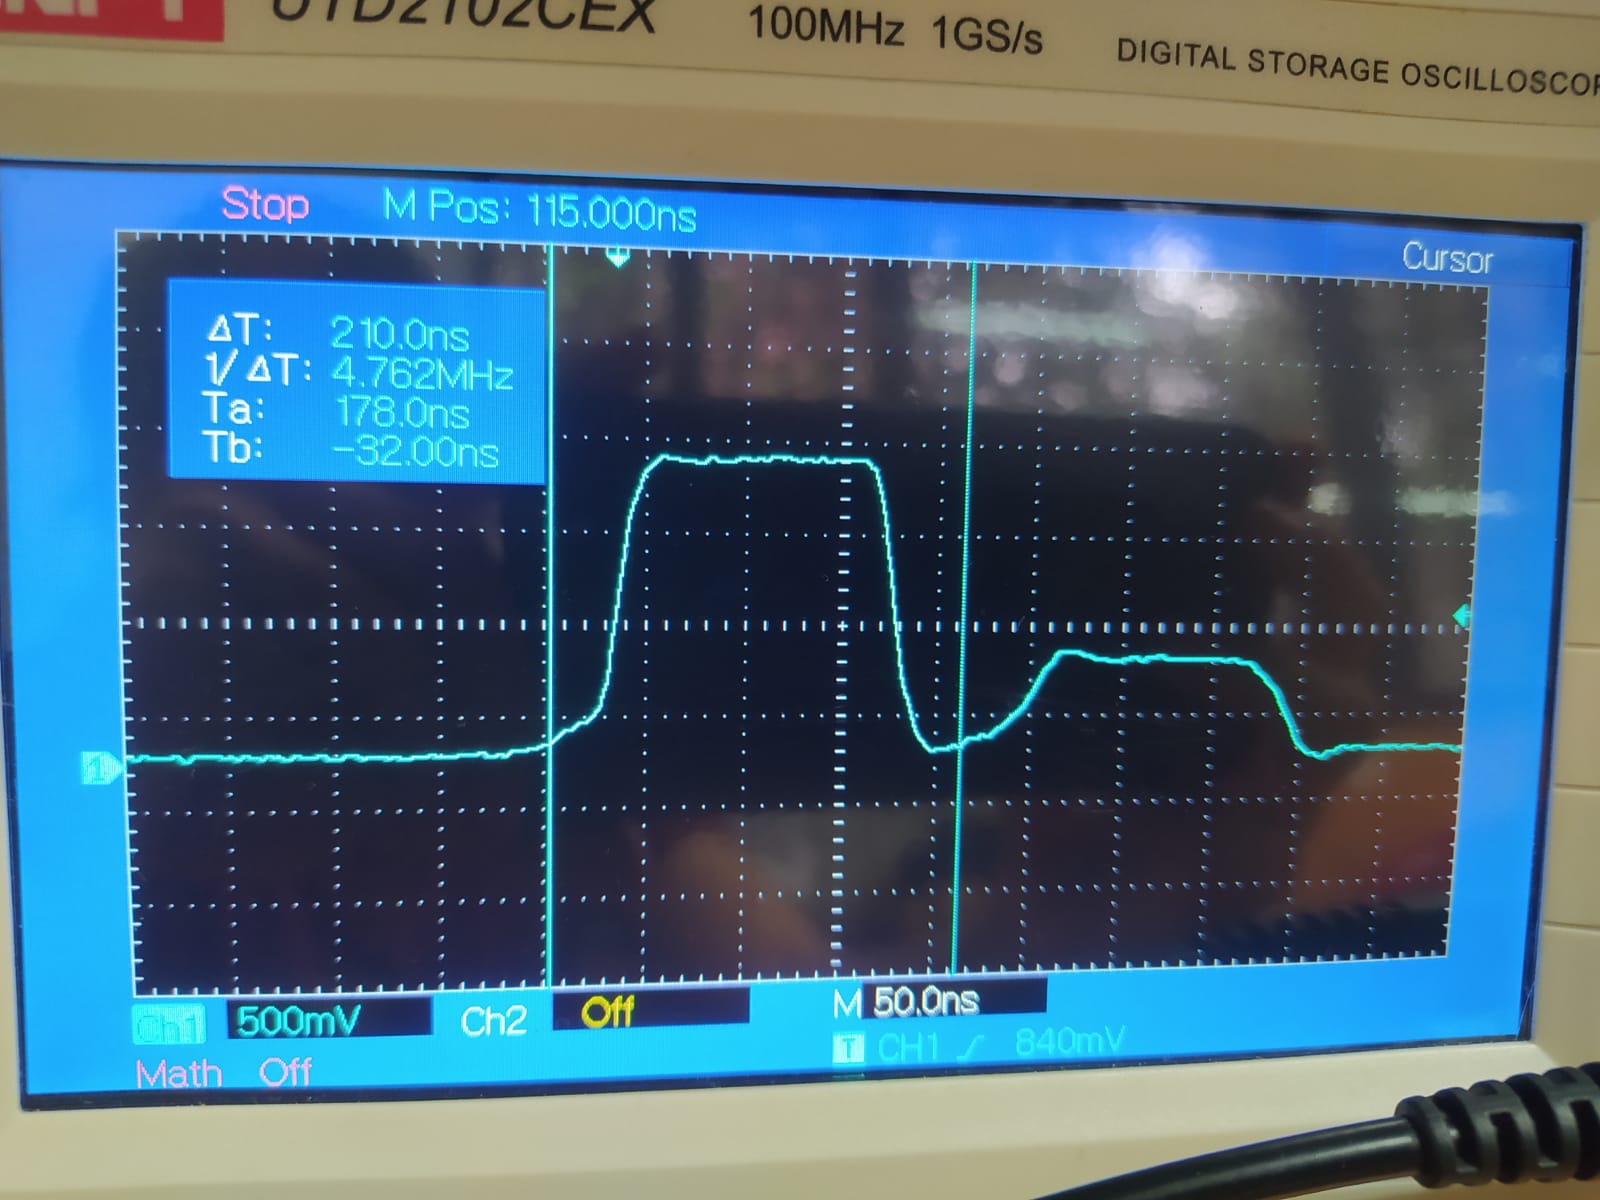 UTD2102CEX 100MHz 1GS/s DIGITAL STORAGE
Stop M Pos: 115.000ns
Cursor
ΔT: 210.0ns
1/ΔT: 4.762MHz
Ta: 178.0ns
Tb: -32.00ns
1
Ch1 500mV Ch2 Off M 50.0ns
T CH1 840mV
Math Off